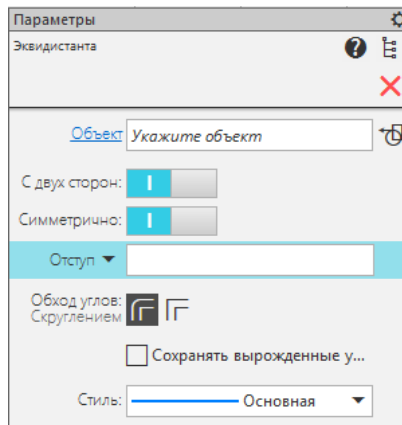 Параметры
Эквидистанта
?
Объект Укажите объект
С двух сторон: I
Симметрично: I
Отступ
Обход углов:
Скруглением
Сохранять вырожденные у...
Стиль: Основная